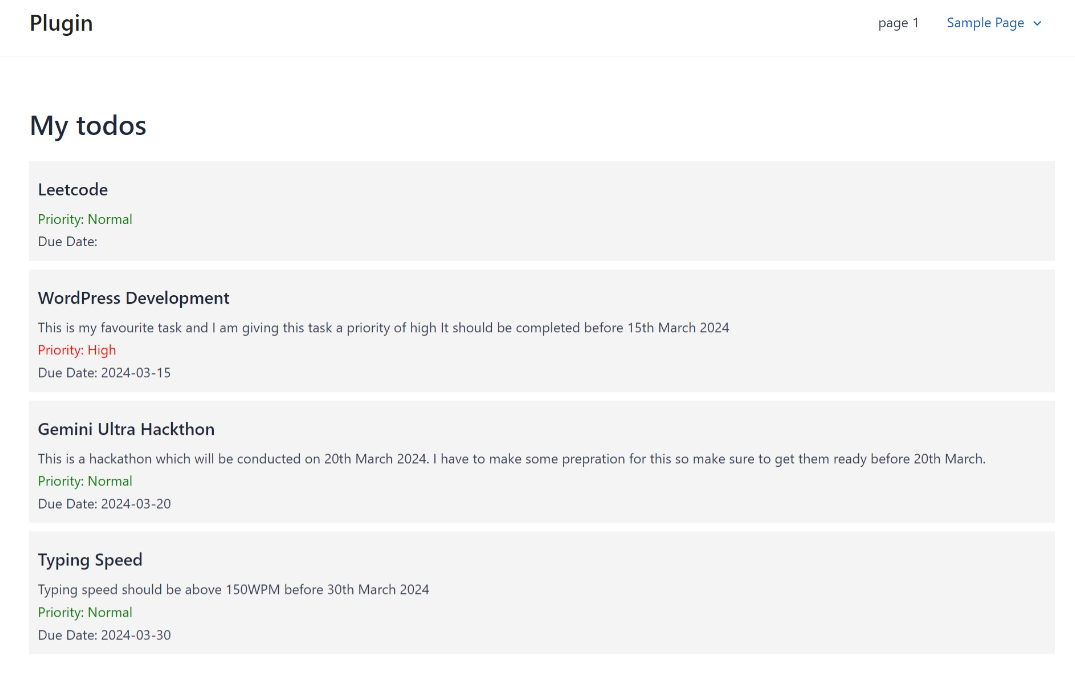 Plugin
page 1
Sample Page
My todos
Leetcode
Priority: Normal
Due Date:
WordPress Development
This is my favourite task and I am giving this task a priority of high It should be completed before 15th March 2024
Priority: High
Due Date: 2024-03-15
Gemini Ultra Hackthon
This is a hackathon which will be conducted on 20th March 2024. I have to make some prepration for this so make sure to get them ready before 20th March.
Priority: Normal
Due Date: 2024-03-20
Typing Speed
Typing speed should be above 150WPM before 30th March 2024
Priority: Normal
Due Date: 2024-03-30